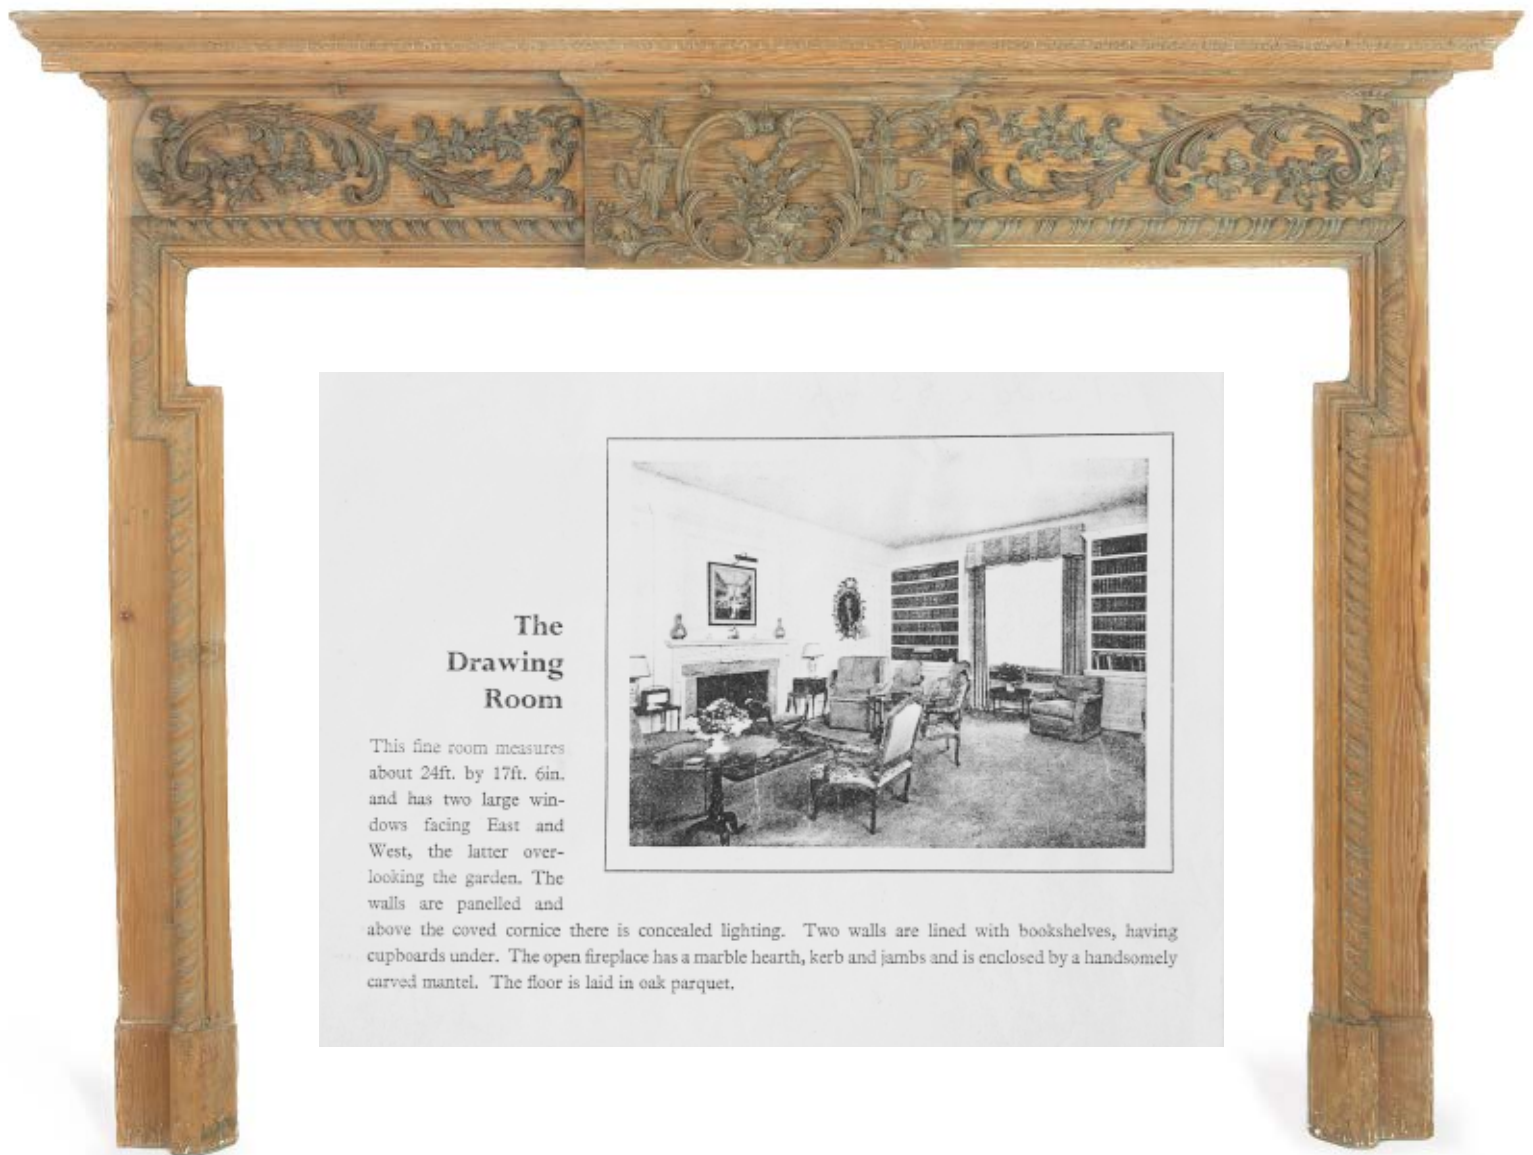 The
Drawing
Room
This fine room measures
about 24ft. by 17ft. 6in.
and has two large win-
dows facing East and
West, the latter over-
looking the garden. The
walls are panelled and
above the coved cornice there is concealed lighting. Two walls are lined with bookshelves, having
cupboards under. The open fireplace has a marble hearth, kerb and jambs and is enclosed by a handsomely
carved mantel. The floor is laid in oak parquet.